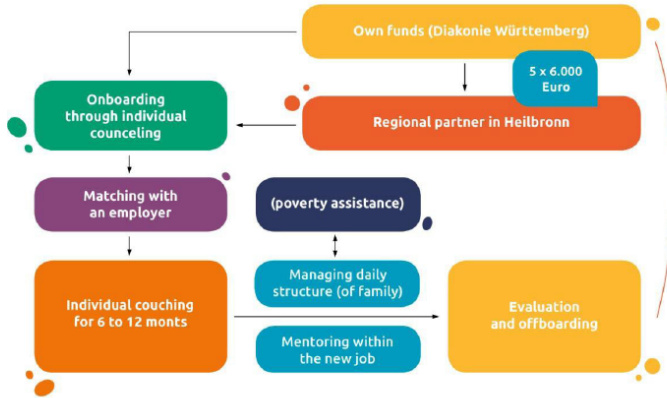 Own funds (Diakonie Württemberg)
5 x 6.000
Euro
Onboarding
through individual
counceling
Regional partner in Heilbronn
Matching with
an employer
(poverty assistance)
Individual couching
for 6 to 12 monts
Managing daily
structure (of family)
Mentoring within
the new job
Evaluation
and offboarding